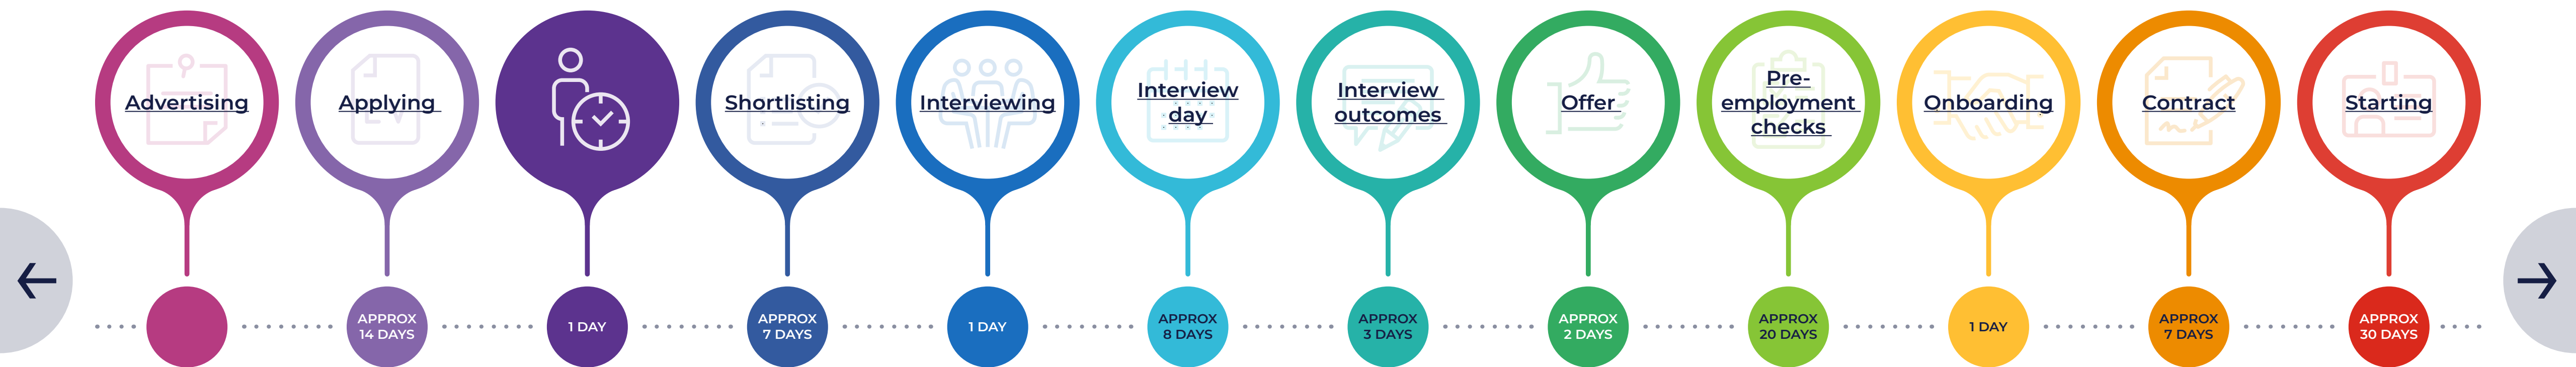 Advertising
Applying
Shortlisting
Interviewing
Interview
day
Interview
outcomes
Offer
Pre-
employment
checks
Onboarding
Contract
Starting
APPROX
14 DAYS
1 DAY
APPROX
7 DAYS
1 DAY
APPROX
8 DAYS
APPROX
3 DAYS
APPROX
2 DAYS
APPROX
20 DAYS
1 DAY
APPROX
7 DAYS
APPROX
30 DAYS